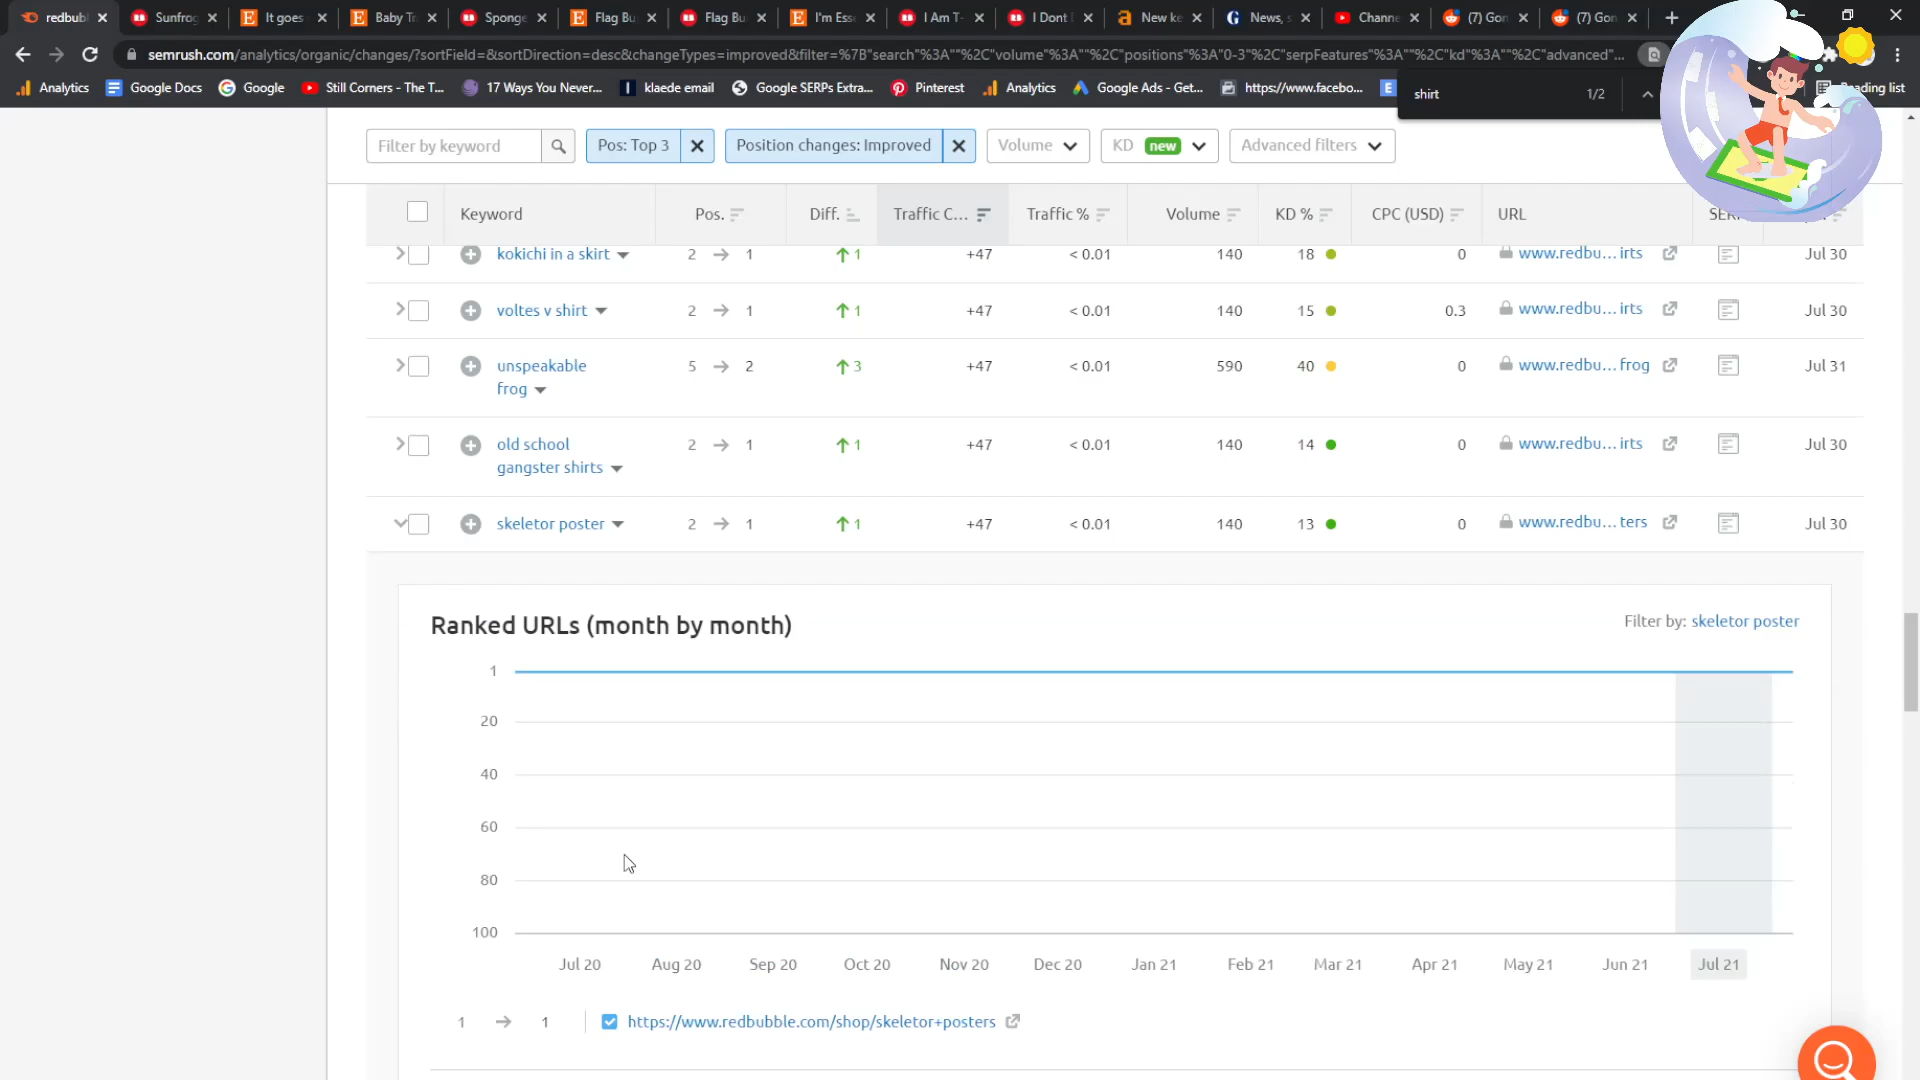 redbubl
Sunfrog
It goes
Baby Tr
Sponge
Flag Bu
Flag Bu
I'm Esse
I Am T-
I Dont
New ke
News, s
Channe
(7) Gon
(7) Gon
semrush.com/analytics/organic/changes/?sortField=&sortDirection=desc&changeTypes=improved&filter=%7B"search"%3A""%2C"volume"%3A""%2C"positions"%3A"0-3"%2C"serpFeatures"%3A""%2C"kd"%3A""%2C"advanced"...
Analytics
Google Docs
Google
Still Corners - The T...
17 Ways You Never...
klaede email
Google SERPs Extra...
Pinterest
Analytics
Google Ads - Get...
https://www.facebo...
shirt 1/2
ading list
Filter by keyword
Pos: Top 3
Position changes: Improved
Volume
KD new
Advanced filters
Keyword Pos. Diff. Traffic C... Traffic % Volume KD % CPC (USD) URL SER
kokichi in a skirt 2 → 1 ↑ 1 +47 < 0.01 140 18 0 www.redbu... irts Jul 30
voltes v shirt 2 → 1 ↑ 1 +47 < 0.01 140 15 0.3 www.redbu... irts Jul 30
unspeakable
frog 5 → 2 ↑ 3 +47 < 0.01 590 40 0 www.redbu... frog Jul 31
old school
gangster shirts 2 → 1 ↑ 1 +47 < 0.01 140 14 0 www.redbu... irts Jul 30
skeletor poster 2 → 1 ↑ 1 +47 < 0.01 140 13 0 www.redbu... ters Jul 30
Ranked URLs (month by month)
Filter by: skeletor poster
1
20
40
60
80
100
Jul 20 Aug 20 Sep 20 Oct 20 Nov 20 Dec 20 Jan 21 Feb 21 Mar 21 Apr 21 May 21 Jun 21 Jul 21
1 → 1 https://www.redbubble.com/shop/skeletor+posters